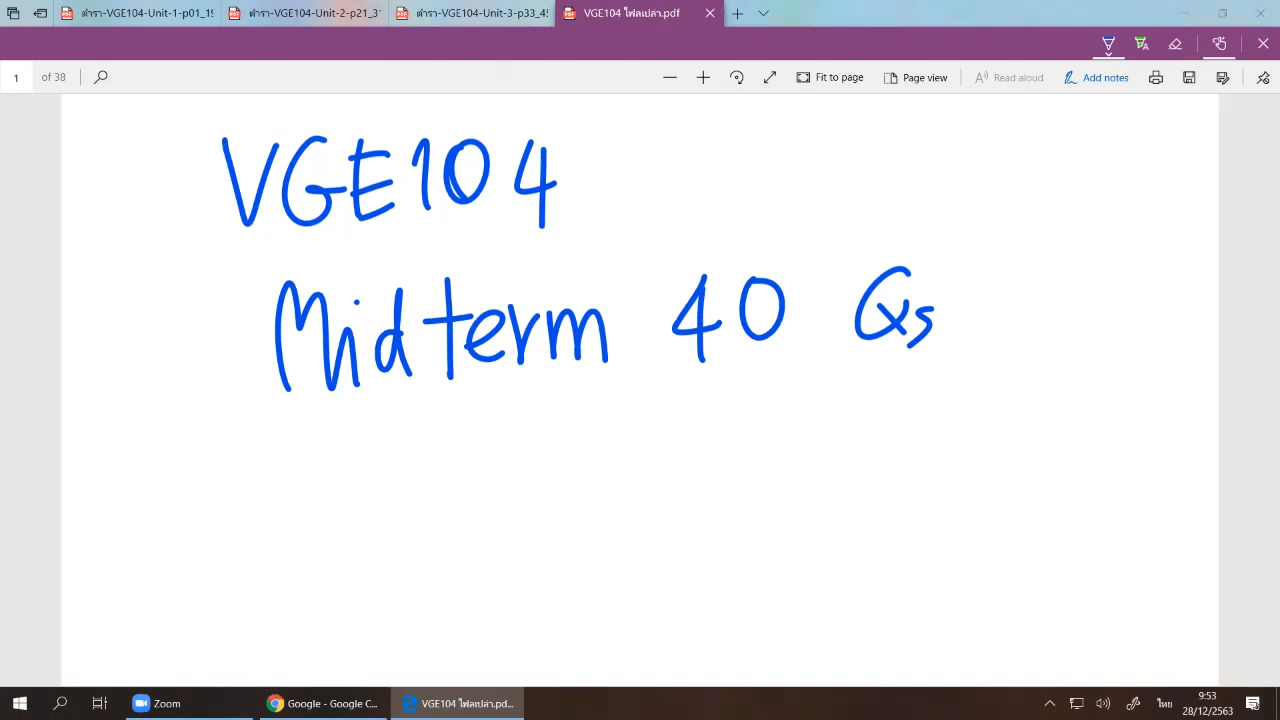 ตำรา-VGE104-Unit-1-p01_1 ตำรา-VGE104-Unit-2-p21_3 ตำรา-VGE104-Unit-3-p33_4 VGE104 ไฟลเปล่า.pdf
1 of 38 Fit to page Page view Read aloud Add notes
VGE104
Midterm 40 Qs
Zoom Google - Google C... VGE104 ไฟลเปล่า.pd... ไทย 9:53
28/12/2563